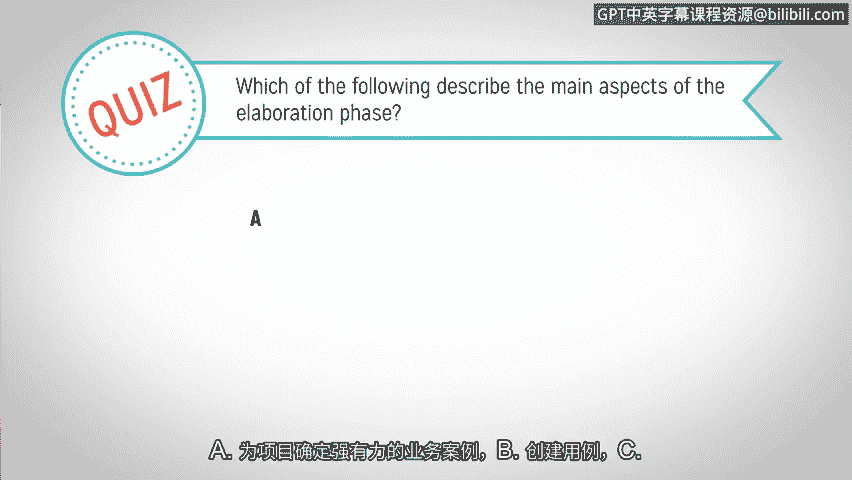 GPT中英字幕课程资源@bilibili.com
QUIZ
Which of the following describe the main aspects of the
elaboration phase?
A
A. 为项目确定强有力的业务案例，B. 创建用例，C.